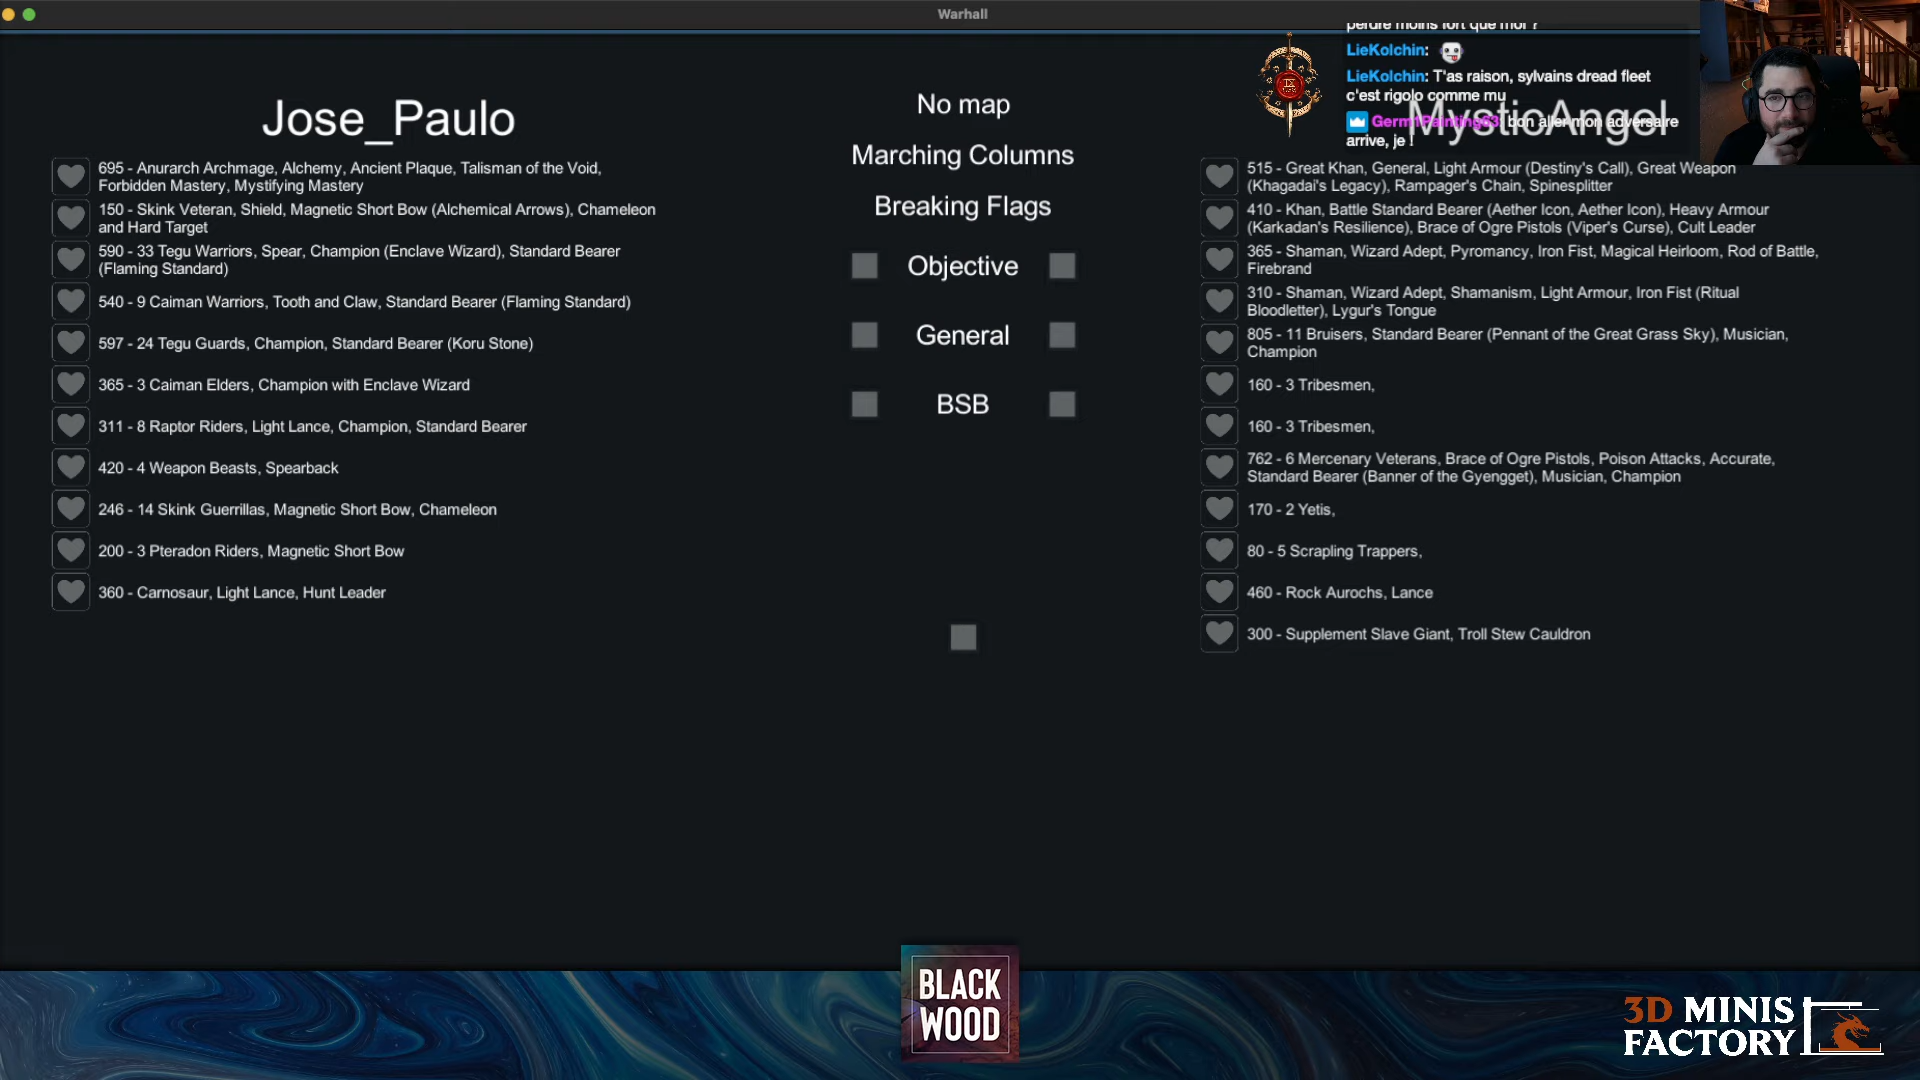 Warhall
perdre moins fort que moi ?
LieKolchin:
LieKolchin: T'as raison, sylvains dread fleet
c'est rigolo comme mu
bon aller mon adversaire
arrive, je !
Jose_Paulo
695 - Anurarch Archmage, Alchemy, Ancient Plaque, Talisman of the Void,
Forbidden Mastery, Mystifying Mastery
150 - Skink Veteran, Shield, Magnetic Short Bow (Alchemical Arrows), Chameleon
and Hard Target
590 - 33 Tegu Warriors, Spear, Champion (Enclave Wizard), Standard Bearer
(Flaming Standard)
540 - 9 Caiman Warriors, Tooth and Claw, Standard Bearer (Flaming Standard)
597 - 24 Tegu Guards, Champion, Standard Bearer (Koru Stone)
365 - 3 Caiman Elders, Champion with Enclave Wizard
311 - 8 Raptor Riders, Light Lance, Champion, Standard Bearer
420 - 4 Weapon Beasts, Spearback
246 - 14 Skink Guerrillas, Magnetic Short Bow, Chameleon
200 - 3 Pteradon Riders, Magnetic Short Bow
360 - Carnosaur, Light Lance, Hunt Leader
No map
Marching Columns
Breaking Flags
Objective
General
BSB
MysticAngel
515 - Great Khan, General, Light Armour (Destiny's Call), Great Weapon
(Khagadai's Legacy), Rampager's Chain, Spinesplitter
410 - Khan, Battle Standard Bearer (Aether Icon, Aether Icon), Heavy Armour
(Karkadan's Resilience), Brace of Ogre Pistols (Viper's Curse), Cult Leader
365 - Shaman, Wizard Adept, Pyromancy, Iron Fist, Magical Heirloom, Rod of Battle,
Firebrand
310 - Shaman, Wizard Adept, Shamanism, Light Armour, Iron Fist (Ritual
Bloodletter), Lygur's Tongue
805 - 11 Bruisers, Standard Bearer (Pennant of the Great Grass Sky), Musician,
Champion
160 - 3 Tribesmen,
160 - 3 Tribesmen,
762 - 6 Mercenary Veterans, Brace of Ogre Pistols, Poison Attacks, Accurate,
Standard Bearer (Banner of the Gyengget), Musician, Champion
170 - 2 Yetis,
80 - 5 Scrapling Trappers,
460 - Rock Aurochs, Lance
300 - Supplement Slave Giant, Troll Stew Cauldron
BLACK
WOOD
3D MINIS
FACTORY